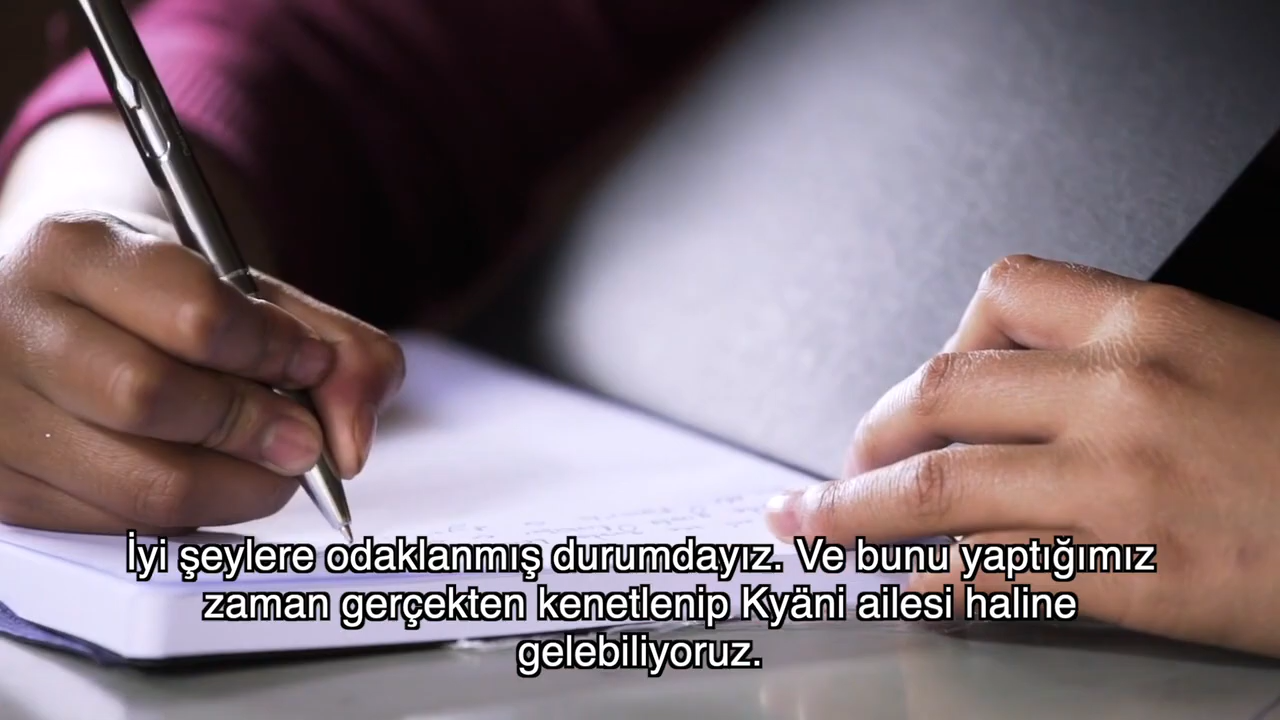 İyi şeylere odaklanmış durumdayız. Ve bunu yaptığımız
zaman gerçekten kenetlenip Kyäni ailesi haline
gelebiliyoruz.